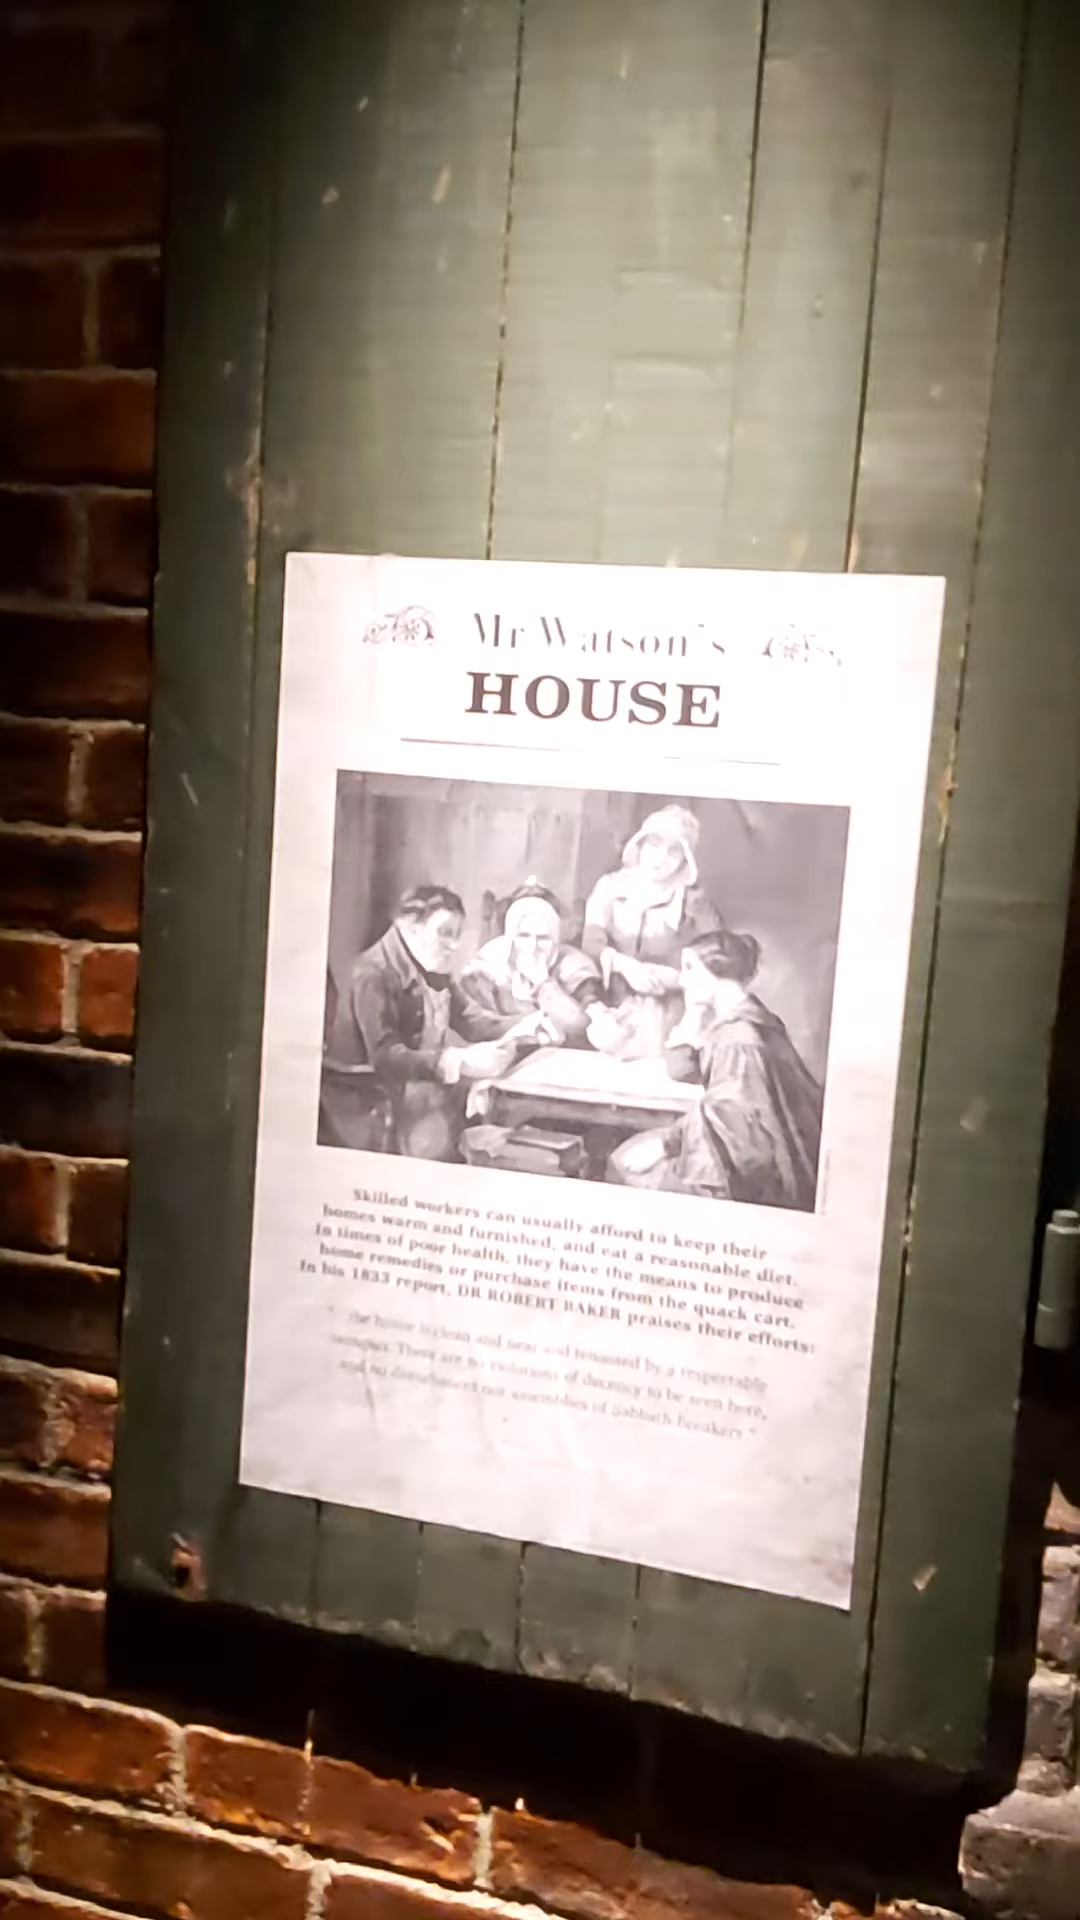 Mr Watson's
HOUSE
Skilled workers can usually afford to keep their
homes warm and furnished, and eat a reasonable diet.
In times of poor health, they have the means to produce
home remedies or purchase items from the quack cart.
In his 1833 report, DR ROBERT BAKER praises their efforts:
the house is clean and neat and tenanted by a respectable
There are no violations of decency to be seen here,
and no disturbances nor assemblies of Sabbath-breakers."